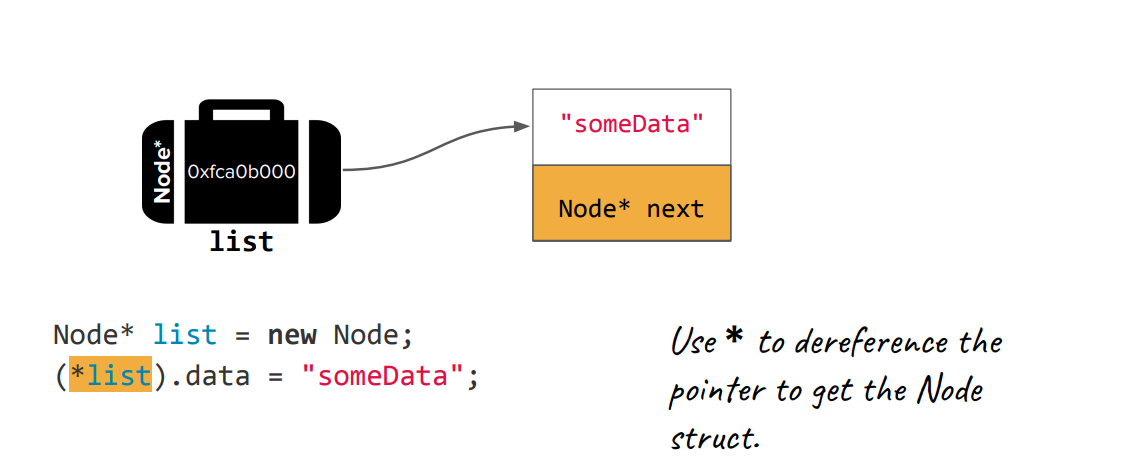 Node*
0xfca0b000
list
"someData"
Node* next
Node* list = new Node;
(*list).data = "someData";
Use * to dereference the
pointer to get the Node
struct.